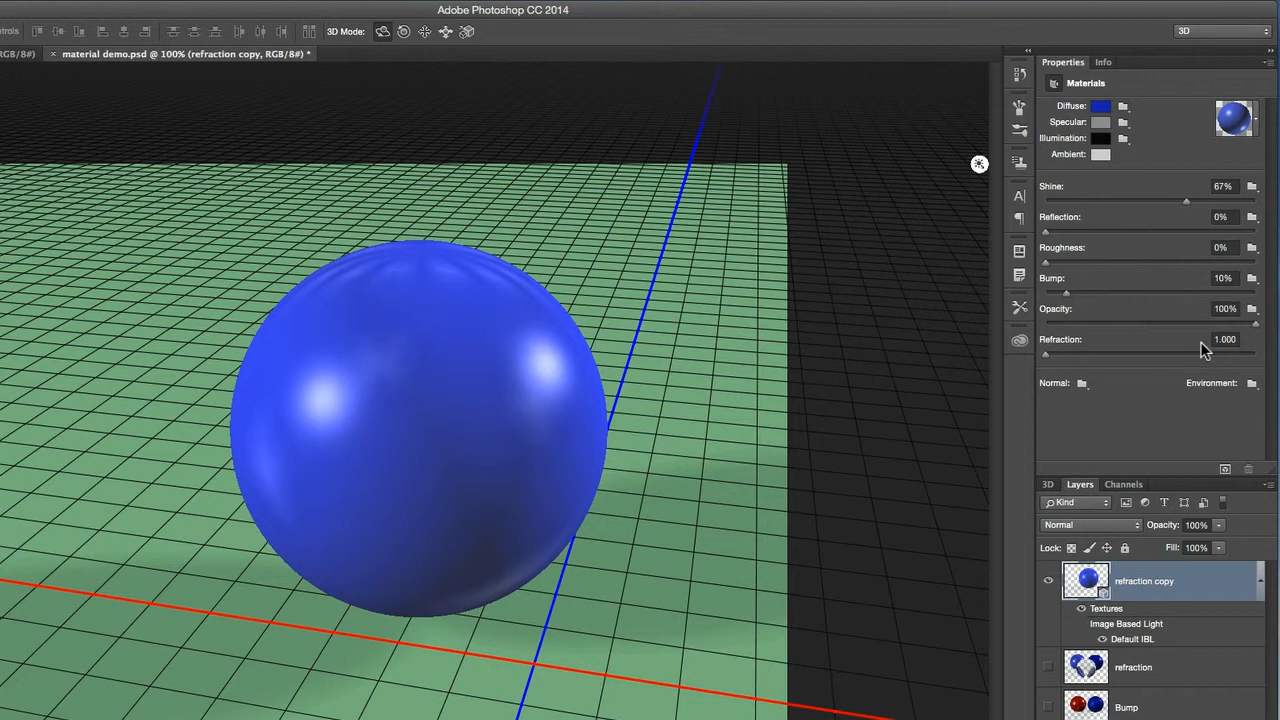 Adobe Photoshop CC 2014
ntrols
3D Mode:
3D
RGB/8#)
× material demo.psd @ 100% (refraction copy, RGB/8#) *
Properties
Info
Materials
Diffuse:
Specular:
Illumination:
Ambient:
Shine: 67%
Reflection: 0%
Roughness: 0%
Bump: 10%
Opacity: 100%
Refraction: 1.000
Normal:
Environment:
3D Layers Channels
Kind
Normal
Opacity: 100%
Lock:
Fill: 100%
refraction copy
Textures
Image Based Light
Default IBL
refraction
Bump